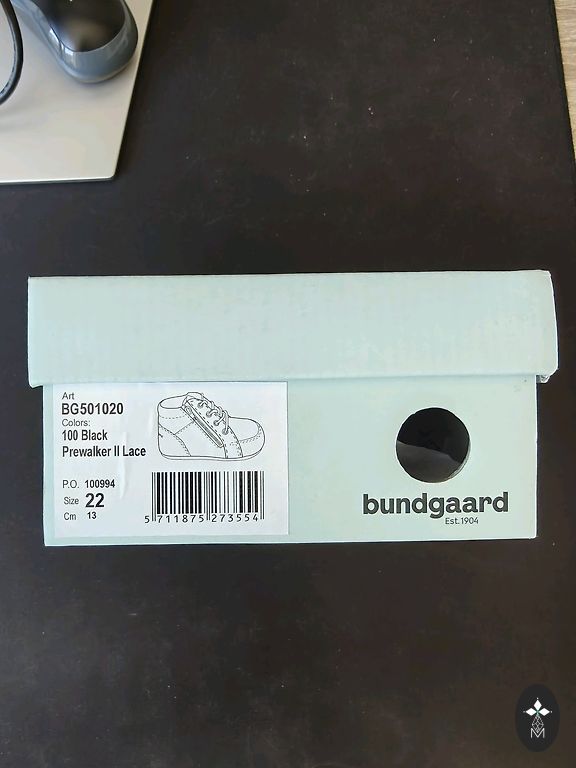 Art
BG501020
Colors:
100 Black
Prewalker II Lace
P.O. 100994
Size 22
Cm 13
5 711875 273554
bundgaard
Est.1904
M